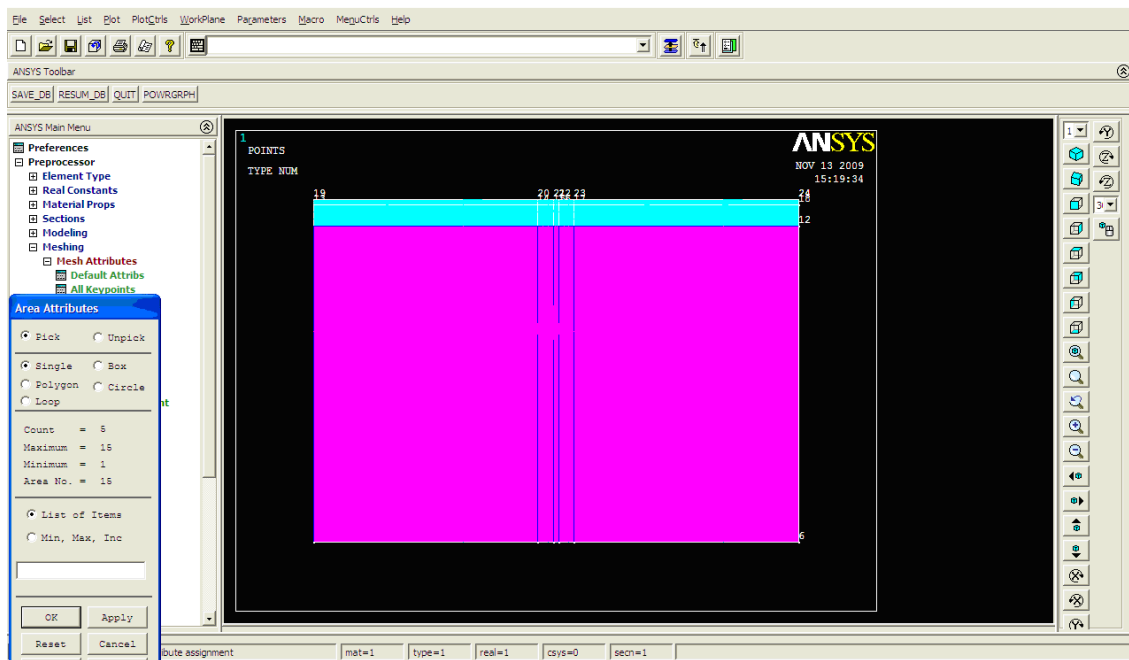 File Select List Plot PlotCtrls WorkPlane Parameters Macro MenuCtrls Help
ANSYS Toolbar
SAVE_DB RESUM_DB QUIT POWRGRPH
ANSYS Main Menu
Preferences
Preprocessor
Element Type
Real Constants
Material Props
Sections
Modeling
Meshing
Mesh Attributes
Default Attribs
All Keypoints
Area Attributes
Pick Unpick
Single Box
Polygon Circle
Loop
Count = 5
Maximum = 15
Minimum = 1
Area No. = 15
List of Items
Min, Max, Inc
OK Apply
Reset Cancel
1
POINTS
TYPE NUM
ANSYS
NOV 13 2009
15:19:34
19 20 23 24
18
12
6
1
bute assignment mat=1 type=1 real=1 csys=0 secn=1